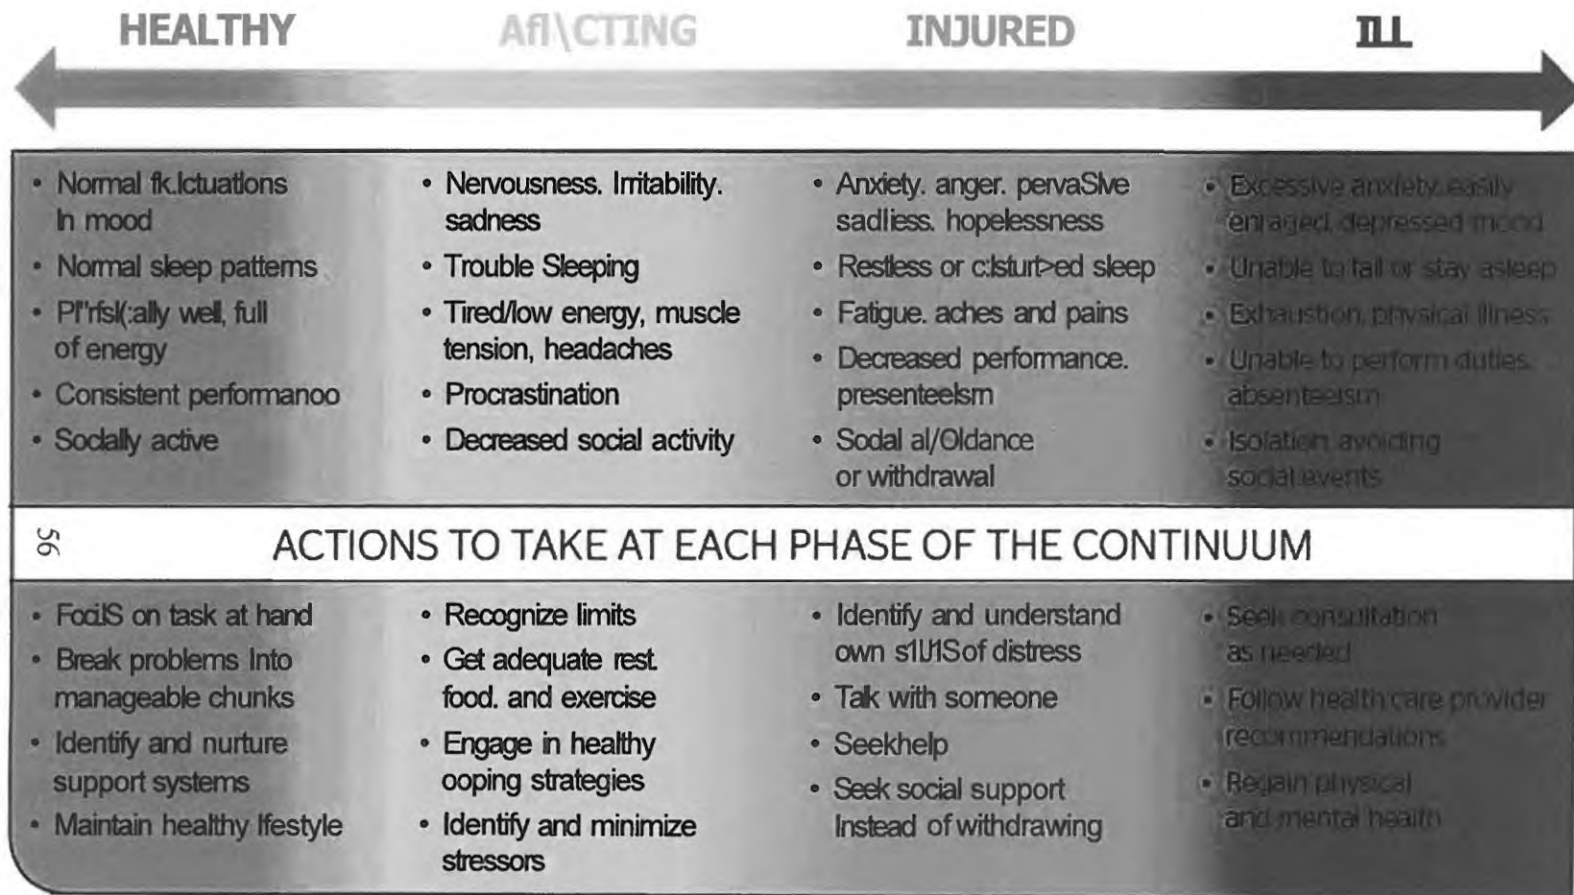 HEALTHY
Afl\CTING
INJURED
ILL
• Normal fk.Ictuations
In mood
• Normal sleep patterns
• Pl"rfsl(:ally well, full
of energy
• Consistent performanoo
• Socially active
• Nervousness. Irritability.
sadness
• Trouble Sleeping
• Tired/low energy, muscle
tension, headaches
• Procrastination
• Decreased social activity
• Anxiety. anger. pervaSIve
sadliess. hopelessness
• Restless or c:lsturt>ed sleep
• Fatigue. aches and pains
• Decreased performance.
presenteelsm
• Sodal al/Oldance
or withdrawal
• Excessive anxiety, easily
enraged, depressed mood
• Unable to fall or stay asleep
• Exhaustion, physical illness
• Unable to perform duties,
absenteeism
• Isolation avoiding
social events
56
ACTIONS TO TAKE AT EACH PHASE OF THE CONTINUUM
• FocilS on task at hand
• Break problems Into
manageable chunks
• Identify and nurture
support systems
• Maintain healthy lfestyle
• Recognize limits
• Get adequate rest.
food. and exercise
• Engage in healthy
ooping strategies
• Identify and minimize
stressors
• Identify and understand
own s1U1Sof distress
• Talk with someone
• Seekhelp
• Seek social support
Instead of withdrawing
• Seek consultation
as needed
• Follow health care provider
recommendations
• Regain physical
and mental health